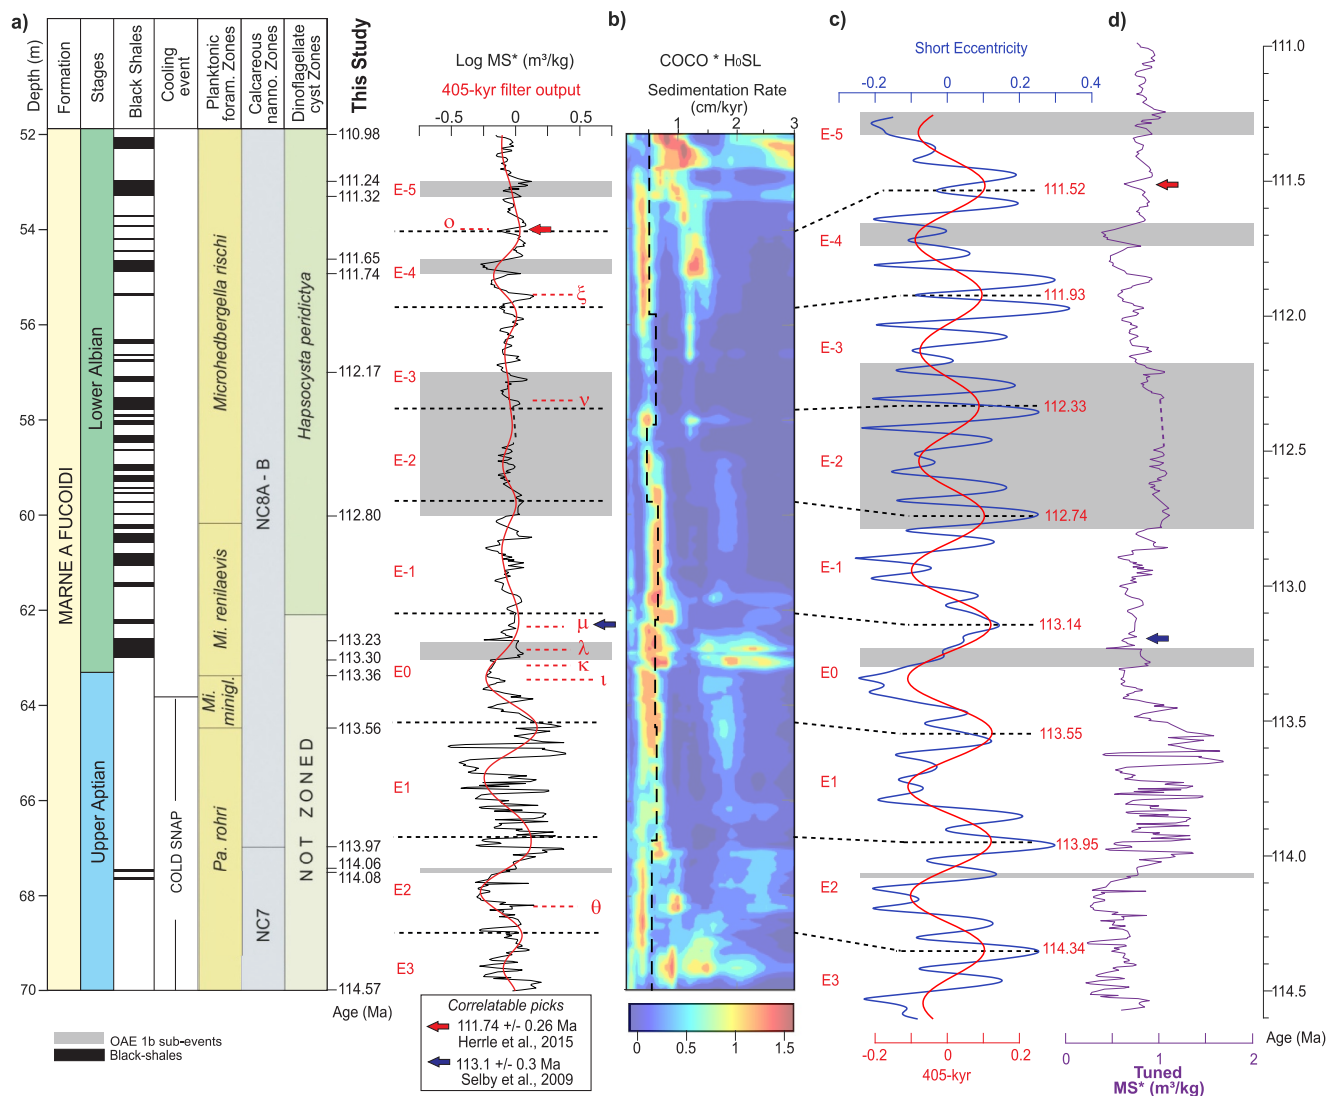 a)
Depth (m)
Formation
Stages
Black Shales
Cooling
event
Planktonic
foram. Zones
Calcareous
nanno. Zones
Dinoflagellate
cyst Zones
This Study
Log MS* (m³/kg)
405-kyr filter output
-0.5 0 0.5
b)
COCO * H₀SL
Sedimentation Rate
(cm/kyr)
1 2 3
c)
Short Eccentricity
-0.2 0 0.2 0.4
d)
52
54
56
58
60
62
64
66
68
70
MARNE A FUCOIDI
Lower Albian
Upper Aptian
COLD SNAP
Microhedbergella rischi
Mi. renilaevis
Mi.
minigl.
Pa. rohri
NC8A - B
NC7
Hapsocysta peridictya
NOT ZONED
110.98
111.24
111.32
111.65
111.74
112.17
112.80
113.23
113.30
113.36
113.56
113.97
114.06
114.08
114.57
Age (Ma)
E-5
E-4
E-3
E-2
E-1
E0
E1
E2
E3
ο
ξ
ν
μ
λ
κ
ι
θ
E-5
E-4
E-3
E-2
E-1
E0
E1
E2
E3
111.52
111.93
112.33
112.74
113.14
113.55
113.95
114.34
111.0
111.5
112.0
112.5
113.0
113.5
114.0
114.5
Age (Ma)
OAE 1b sub-events
Black-shales
Correlatable picks
111.74 +/- 0.26 Ma
Herrle et al., 2015
113.1 +/- 0.3 Ma
Selby et al., 2009
0 0.5 1 1.5
-0.2 0 0.2
405-kyr
0 1 2
Tuned
MS* (m³/kg)